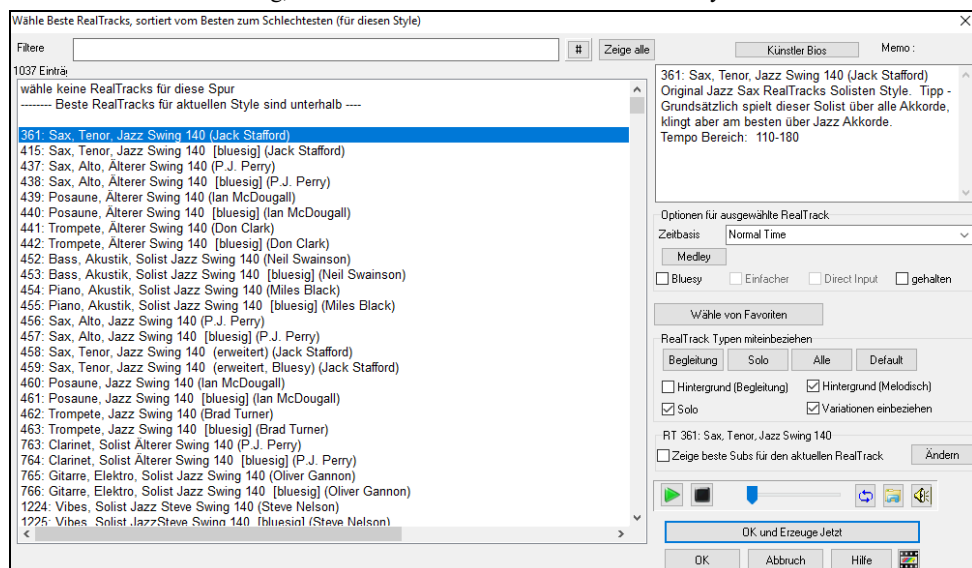 Wähle Beste RealTracks, sortiert vom Besten zum Schlechtesten (für diesen Style)
Filtere
#
Zeige alle
1037 Einträ
wähle keine RealTracks für diese Spur
-------- Beste RealTracks für aktuellen Style sind unterhalb ----
361: Sax, Tenor, Jazz Swing 140 (Jack Stafford)
415: Sax, Tenor, Jazz Swing 140 [bluesig] (Jack Stafford)
437: Sax, Alto, Älterer Swing 140 (P.J. Perry)
438: Sax, Alto, Älterer Swing 140 [bluesig] (P.J. Perry)
439: Posaune, Älterer Swing 140 (Ian McDougall)
440: Posaune, Älterer Swing 140 [bluesig] (Ian McDougall)
441: Trompete, Älterer Swing 140 (Don Clark)
442: Trompete, Älterer Swing 140 [bluesig] (Don Clark)
452: Bass, Akustik, Solist Jazz Swing 140 (Neil Swainson)
453: Bass, Akustik, Solist Jazz Swing 140 [bluesig] (Neil Swainson)
454: Piano, Akustik, Solist Jazz Swing 140 (Miles Black)
455: Piano, Akustik, Solist Jazz Swing 140 [bluesig] (Miles Black)
456: Sax, Alto, Jazz Swing 140 (P.J. Perry)
457: Sax, Alto, Jazz Swing 140 [bluesig] (P.J. Perry)
458: Sax, Tenor, Jazz Swing 140 (erweitert) (Jack Stafford)
459: Sax, Tenor, Jazz Swing 140 (erweitert, Bluesy) (Jack Stafford)
460: Posaune, Jazz Swing 140 (Ian McDougall)
461: Posaune, Jazz Swing 140 [bluesig] (Ian McDougall)
462: Trompete, Jazz Swing 140 (Brad Turner)
463: Trompete, Jazz Swing 140 [bluesig] (Brad Turner)
763: Clarinet, Solist Älterer Swing 140 (P.J. Perry)
764: Clarinet, Solist Älterer Swing 140 [bluesig] (P.J. Perry)
765: Gitarre, Elektro, Solist Jazz Swing 140 (Oliver Gannon)
766: Gitarre, Elektro, Solist Jazz Swing 140 [bluesig] (Oliver Gannon)
1224: Vibes, Solist Jazz Steve Swing 140 (Steve Nelson)
1225: Vibes, Solist JazzSteve Swing 140 [bluesig] (Steve Nelson)
Künstler Bios
Memo :
361: Sax, Tenor, Jazz Swing 140 (Jack Stafford)
Original Jazz Sax RealTracks Solisten Style. Tipp -
Grundsätzlich spielt dieser Solist über alle Akkorde,
klingt aber am besten über Jazz Akkorde.
Tempo Bereich: 110-180
Optionen für ausgewählte RealTrack
Zeitbasis Normal Time
Medley
Bluesy Einfacher Direct Input gehalten
Wähle von Favoriten
RealTrack Typen miteinbeziehen
Begleitung Solo Alle Default
Hintergrund (Begleitung) Hintergrund (Melodisch)
Solo Variationen einbeziehen
RT 361: Sax, Tenor, Jazz Swing 140
Zeige beste Subs für den aktuellen RealTrack Ändern
OK und Erzeuge Jetzt
OK Abbruch Hilfe